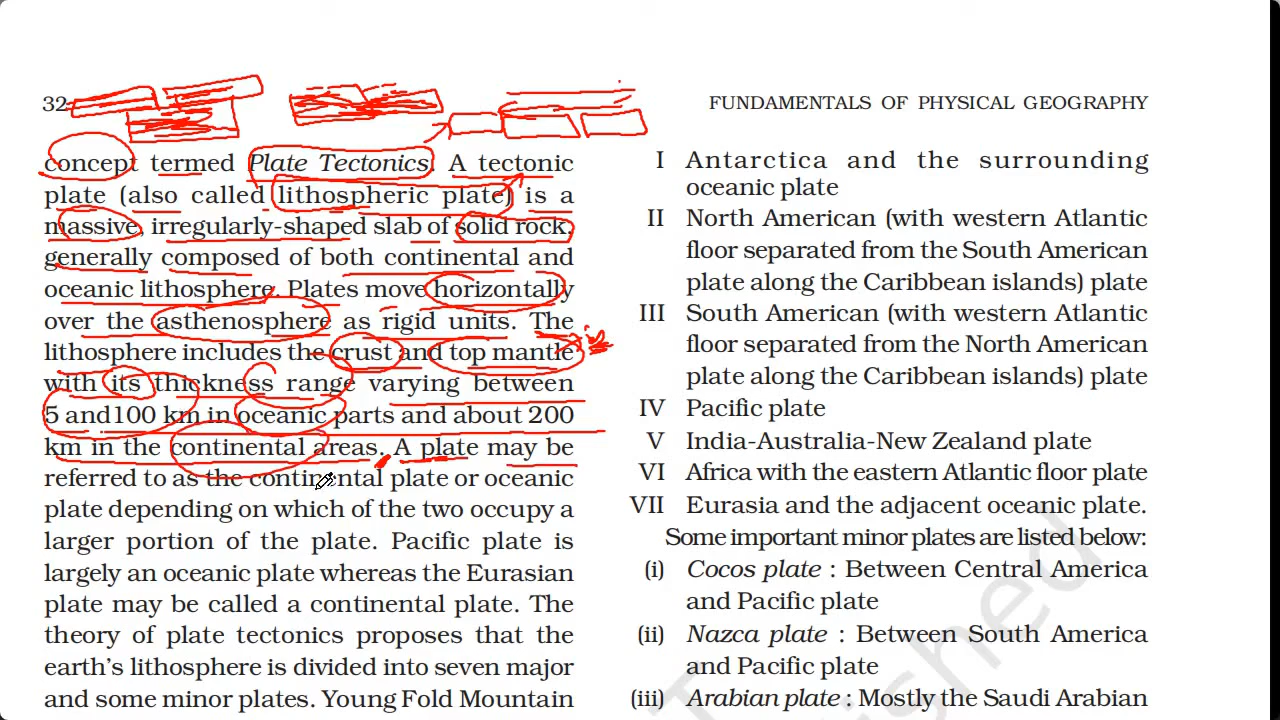 32
FUNDAMENTALS OF PHYSICAL GEOGRAPHY
concept termed Plate Tectonics. A tectonic
plate (also called lithospheric plate) is a
massive, irregularly-shaped slab of solid rock,
generally composed of both continental and
oceanic lithosphere. Plates move horizontally
over the asthenosphere as rigid units. The
lithosphere includes the crust and top mantle
with its thickness range varying between
5 and100 km in oceanic parts and about 200
km in the continental areas. A plate may be
referred to as the continental plate or oceanic
plate depending on which of the two occupy a
larger portion of the plate. Pacific plate is
largely an oceanic plate whereas the Eurasian
plate may be called a continental plate. The
theory of plate tectonics proposes that the
earth’s lithosphere is divided into seven major
and some minor plates. Young Fold Mountain
I Antarctica and the surrounding
oceanic plate
II North American (with western Atlantic
floor separated from the South American
plate along the Caribbean islands) plate
III South American (with western Atlantic
floor separated from the North American
plate along the Caribbean islands) plate
IV Pacific plate
V India-Australia-New Zealand plate
VI Africa with the eastern Atlantic floor plate
VII Eurasia and the adjacent oceanic plate.
Some important minor plates are listed below:
(i) Cocos plate : Between Central America
and Pacific plate
(ii) Nazca plate : Between South America
and Pacific plate
(iii) Arabian plate : Mostly the Saudi Arabian